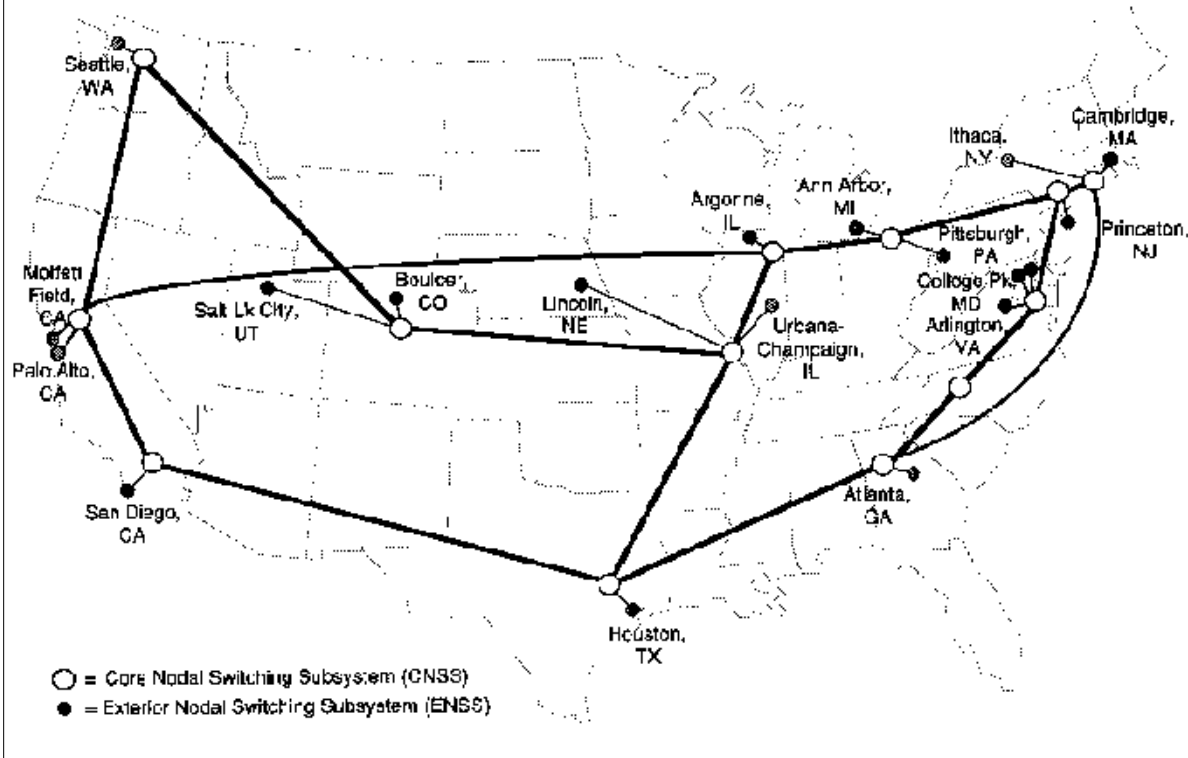 Seattle,
WA
Cambridge,
MA
Ithaca,
NY
Ann Arbor,
MI
Argonne,
IL
Princeton,
NJ
Pittsburgh,
PA
College Pk,
MD
Arlington,
VA
Moffett
Field,
CA
Boulder,
CO
Salt Lk City,
UT
Lincoln,
NE
Urbana-
Champaign,
IL
Palo Alto,
CA
San Diego,
CA
Atlanta,
GA
Houston,
TX
= Core Nodal Switching Subsystem (CNSS)
= Exterior Nodal Switching Subsystem (ENSS)